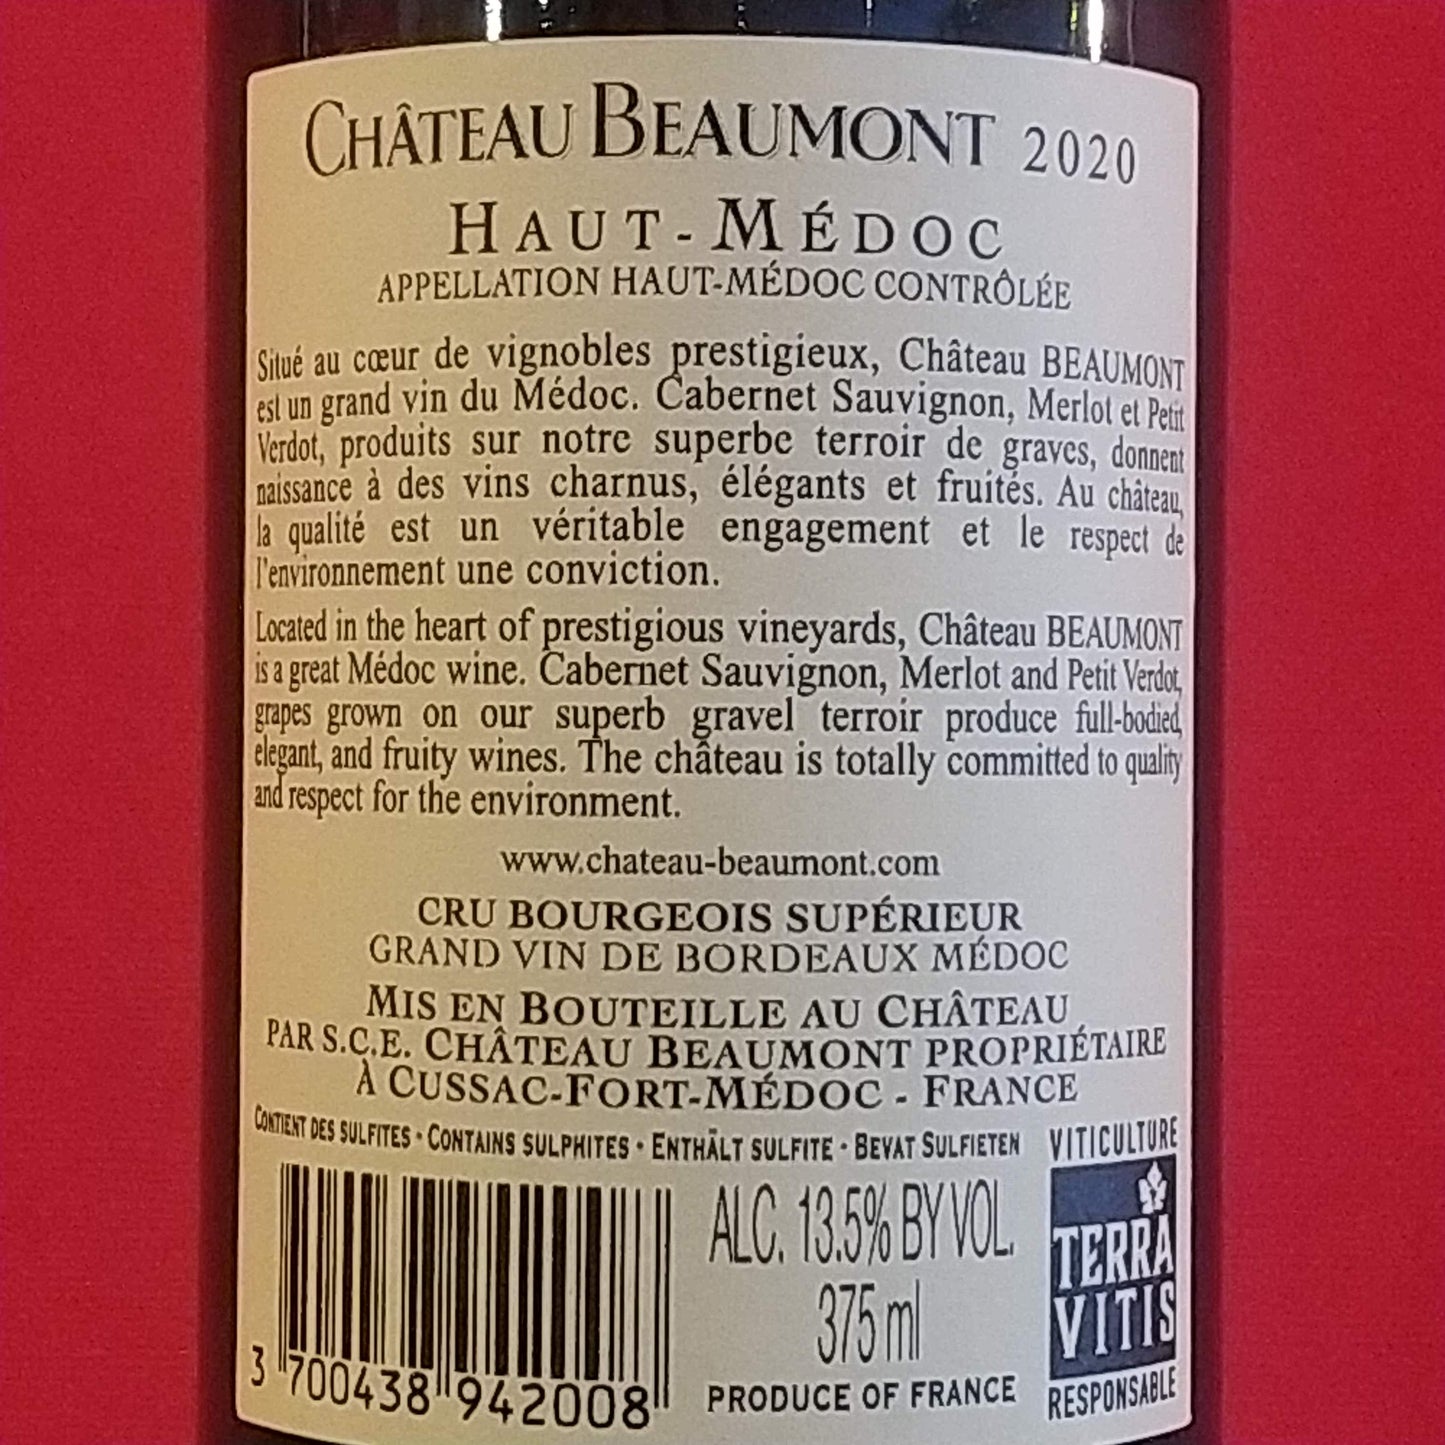 CHÂTEAU BEAUMONT 2020
HAUT-MÉDOC
APPELLATION HAUT-MÉDOC CONTRÔLÉE
Situé au cœur de vignobles prestigieux, Château BEAUMONT
est un grand vin du Médoc. Cabernet Sauvignon, Merlot et Petit
Verdot, produits sur notre superbe terroir de graves, donnent
naissance à des vins charnus, élégants et fruités. Au château,
la qualité est un véritable engagement et le respect de
l'environnement une conviction.
Located in the heart of prestigious vineyards, Château BEAUMONT
is a great Médoc wine. Cabernet Sauvignon, Merlot and Petit Verdot,
grapes grown on our superb gravel terroir produce full-bodied,
elegant, and fruity wines. The château is totally committed to quality
and respect for the environment.
www.chateau-beaumont.com
CRU BOURGEOIS SUPÉRIEUR
GRAND VIN DE BORDEAUX MÉDOC
MIS EN BOUTEILLE AU CHÂTEAU
PAR S.C.E. CHÂTEAU BEAUMONT PROPRIÉTAIRE
À CUSSAC-FORT-MÉDOC - FRANCE
CONTIENT DES SULFITES • CONTAINS SULPHITES • ENTHÄLT SULFITE • BEVAT SULFIETEN
ALC. 13.5% BY VOL.
375 ml
PRODUCE OF FRANCE
3 700438 942008
VITICULTURE
TERRA
VITIS
RESPONSABLE